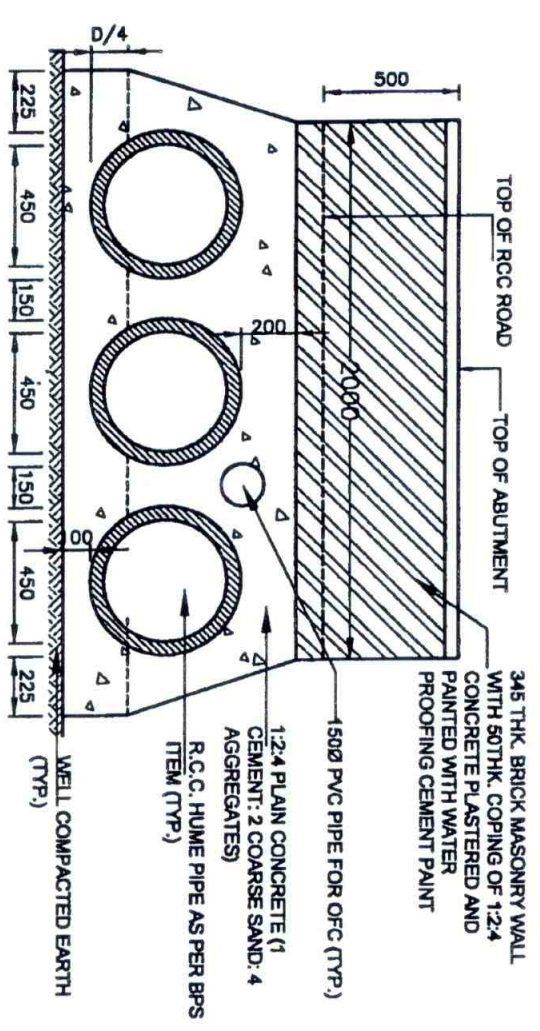 TOP OF RCC ROAD
TOP OF ABUTMENT
345 THK. BRICK MASONRY WALL
WITH 50THK. COPING OF 1:2:4
CONCRETE PLASTERED AND
PAINTED WITH WATER
PROOFING CEMENT PAINT
500
2000
200
150Ø PVC PIPE FOR OFC (TYP.)
1:2:4 PLAIN CONCRETE (1
CEMENT: 2 COARSE SAND: 4
AGGREGATES)
R.C.C. HUME PIPE AS PER BPS
ITEM (TYP.)
D/4
100
WELL COMPACTED EARTH
(TYP.)
225
450
150
450
150
450
225